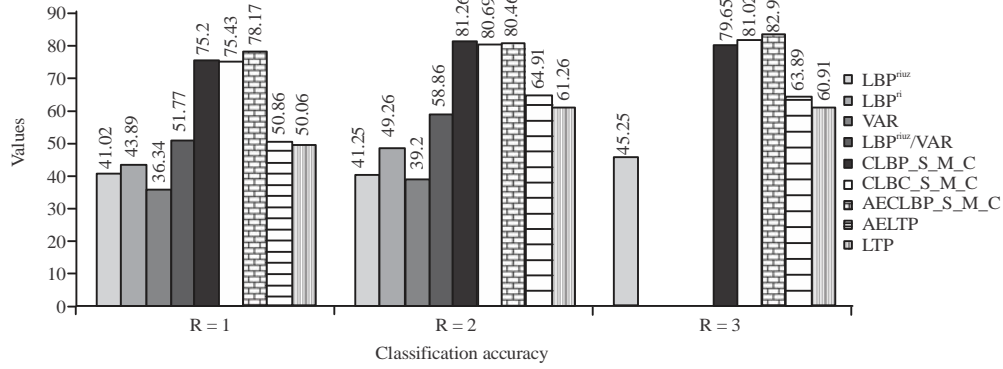 90
80
70
60
50
40
30
20
10
0
Values
41.02
43.89
36.34
51.77
75.2
75.43
78.17
50.86
50.06
41.25
49.26
39.2
58.86
81.26
80.69
80.46
64.91
61.26
45.25
79.65
63.89
60.91
R = 1
R = 2
R = 3
Classification accuracy
LBPriuz
LBPri
VAR
LBPriuz/VAR
CLBP_S_M_C
CLBC_S_M_C
AECLBP_S_M_C
AELTP
LTP